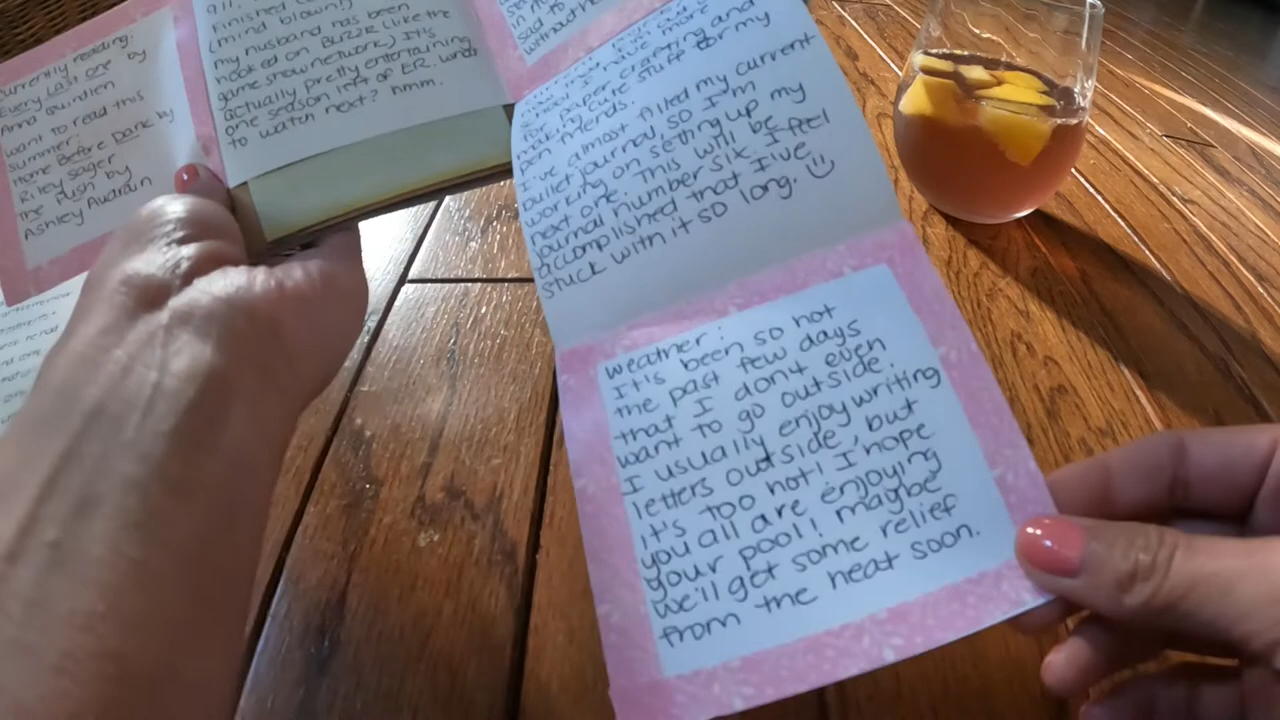 currently reading:
Every Last One by
Anna Quindlen
want to read this
summer:
Home Before Dark by
Riley Sager
The Push by
Ashley Audrain
all.
finished
(mind blown!)
my husband has been
hooked on BUZZR (like the
game show network) It's
actually pretty entertaining
one season left of ER. what
to watch next? hmm.
sad to
have more
for paper crafting and
making cute stuff for my
pen friends.
I've almost filled my current
bullet journal, so I'm
working on setting up my
next one. This will be
journal number six. I feel
accomplished that I've
stuck with it so long. :)
weather:
It's been so hot
the past few days
that I don't even
want to go outside.
I usually enjoy writing
letters outside, but
it's too hot! I hope
you all are enjoying
your pool! maybe
we'll get some relief
from the heat soon.